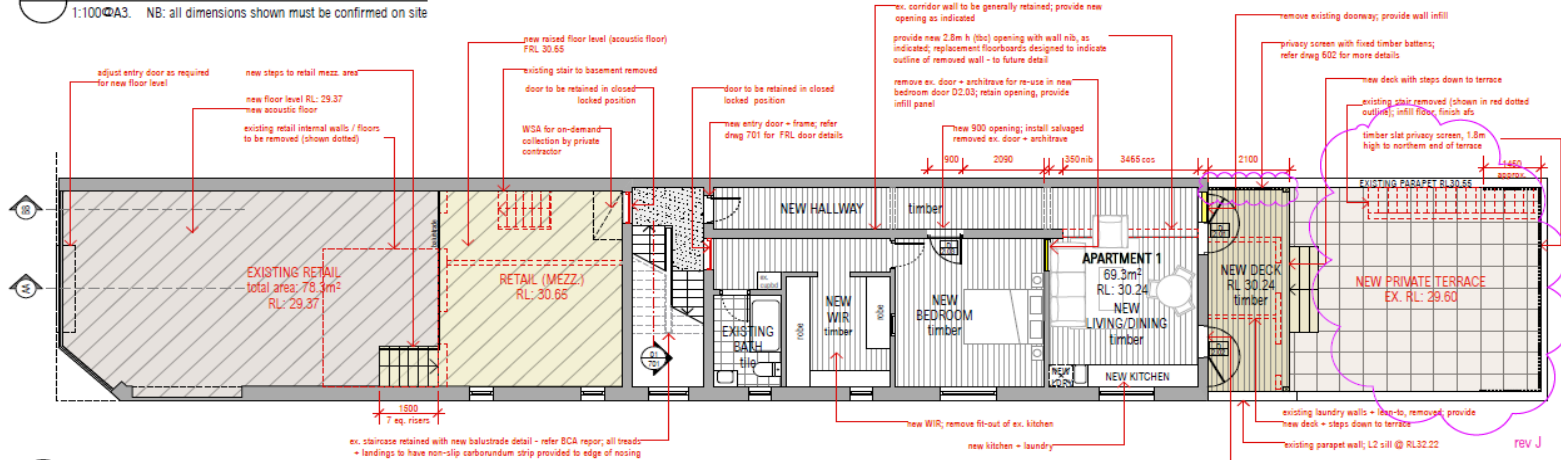 1:100@A3. NB: all dimensions shown must be confirmed on site
adjust entry door as required
for new floor level
new steps to retail mezz. area
new floor level RL: 29.37
new acoustic floor
existing retail internal walls / floors
to be removed (shown dotted)
new raised floor level (acoustic floor)
FRL 30.65
existing stair to basement removed
door to be retained in closed
locked position
WSA for on-demand
collection by private
contractor
door to be retained in closed
locked position
new entry door + frame; refer
drwg 701 for FRL door details
ex. corridor wall to be generally retained; provide new
opening as indicated
provide new 2.8m h (tbc) opening with wall nib, as
indicated; replacement floorboards designed to indicate
outline of removed wall - to future detail
remove ex. door + architrave for re-use in new
bedroom door D2.03; retain opening, provide
infill panel
new 900 opening; install salvaged
removed ex. door + architrave
remove existing doorway; provide wall infill
privacy screen with fixed timber battens;
refer drwg 602 for more details
new deck with steps down to terrace
existing stair removed (shown in red dotted
outline); infill floor, finish afs
timber slat privacy screen, 1.8m
high to northern end of terrace
900
2090
350 nib
3465 cos
2100
1450
approx.
EXISTING PARAPET RL30.55
NEW HALLWAY
timber
EXISTING RETAIL
total area: 78.3m²
RL: 29.37
balustrade
RETAIL (MEZZ.)
RL: 30.65
ex.
cupbd
EXISTING
BATH
tile
robe
NEW
WIR
timber
robe
NEW
BEDROOM
timber
APARTMENT 1
69.3m²
RL: 30.24
NEW
LIVING/DINING
timber
NEW
LDRY
NEW KITCHEN
NEW DECK
RL 30.24
timber
NEW PRIVATE TERRACE
EX. RL: 29.60
01
701
1500
7 eq. risers
ex. staircase retained with new balustrade detail - refer BCA repor; all treads
+ landings to have non-slip carborundum strip provided to edge of nosing
new WIR; remove fit-out of ex. kitchen
new kitchen + laundry
existing laundry walls + lean-to, removed; provide
new deck + steps down to terrace
existing parapet wall; L2 sill @ RL32.22
rev J